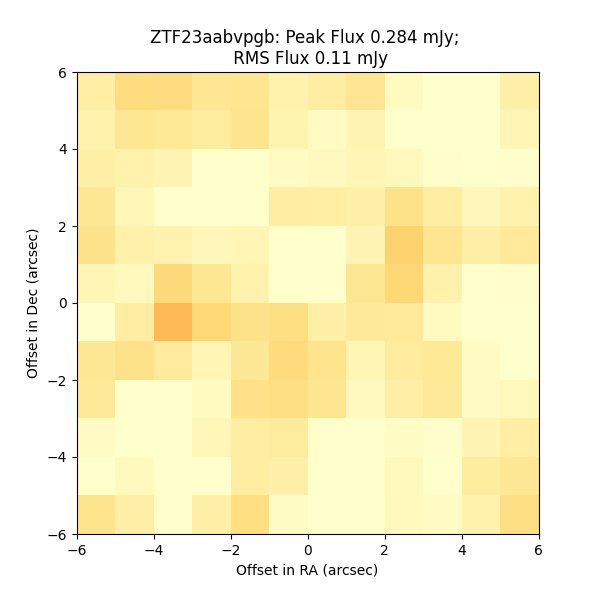 ZTF23aabvpgb: Peak Flux 0.284 mJy;
RMS Flux 0.11 mJy
6
4
2
0
−2
−4
−6
Offset in Dec (arcsec)
−6 −4 −2 0 2 4 6
Offset in RA (arcsec)